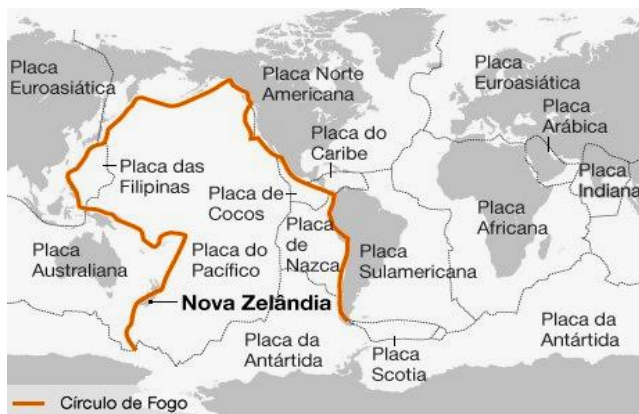 Placa
Euroasiática
Placa Norte
Americana
Placa
Euroasiática
Placa
Arábica
Placa do
Caribe
Placa das
Filipinas
Placa
Indiana
Placa de
Cocos
Placa
Africana
Placa
Australiana
Placa do
Pacífico
Placa
de
Nazca
Placa
Sulamericana
Nova Zelândia
Placa da
Antártida
Placa
Scotia
Placa da
Antártida
Círculo de Fogo